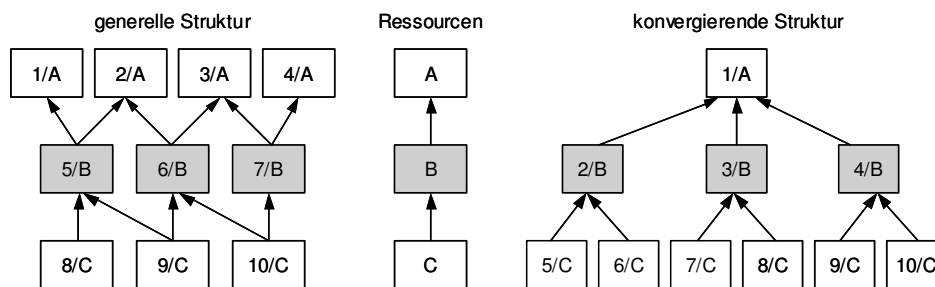 generelle Struktur Ressourcen konvergierende Struktur
1/A 2/A 3/A 4/A A 1/A
5/B 6/B 7/B B 2/B 3/B 4/B
8/C 9/C 10/C C 5/C 6/C 7/C 8/C 9/C 10/C